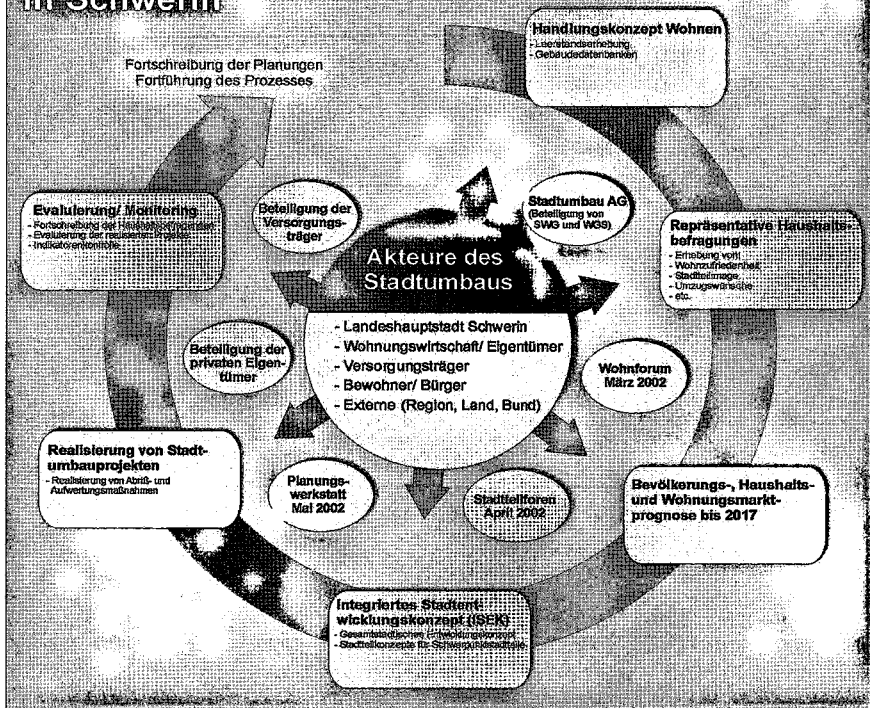 in Schwerin
Fortschreibung der Planungen
Fortführung des Prozesses
Handlungskonzept Wohnen
- Leerstandserhebung
- Gebäudedatenbanken
Stadtumbau AG
(Beteiligung von
SWG und WGS)
Repräsentative Haushalts-
befragungen
- Erhebung von:
- Wohnzufriedenheit
- Stadtteilimage
- Umzugswünsche
- etc.
Wohnforum
März 2002
Bevölkerungs-, Haushalts-
und Wohnungsmarkt-
prognose bis 2017
Stadtteilforen
April 2002
Integriertes Stadtent-
wicklungskonzept (ISEK)
- Gesamtstädtisches Entwicklungskonzept
- Stadtteilkonzepte für Schwerpunktstadtteile
Planungs-
werkstatt
Mai 2002
Realisierung von Stadt-
umbauprojekten
- Realisierung von Abriß- und
Aufwertungsmaßnahmen
Beteiligung der
privaten Eigen-
tümer
Evaluierung/ Monitoring
- Fortschreibung der Haushaltsbefragungen
- Evaluierung der realisierten Projekte
- Indikatorenkontrolle
Beteiligung der
Versorgungs-
träger
Akteure des
Stadtumbaus
- Landeshauptstadt Schwerin
- Wohnungswirtschaft/ Eigentümer
- Versorgungsträger
- Bewohner/ Bürger
- Externe (Region, Land, Bund)